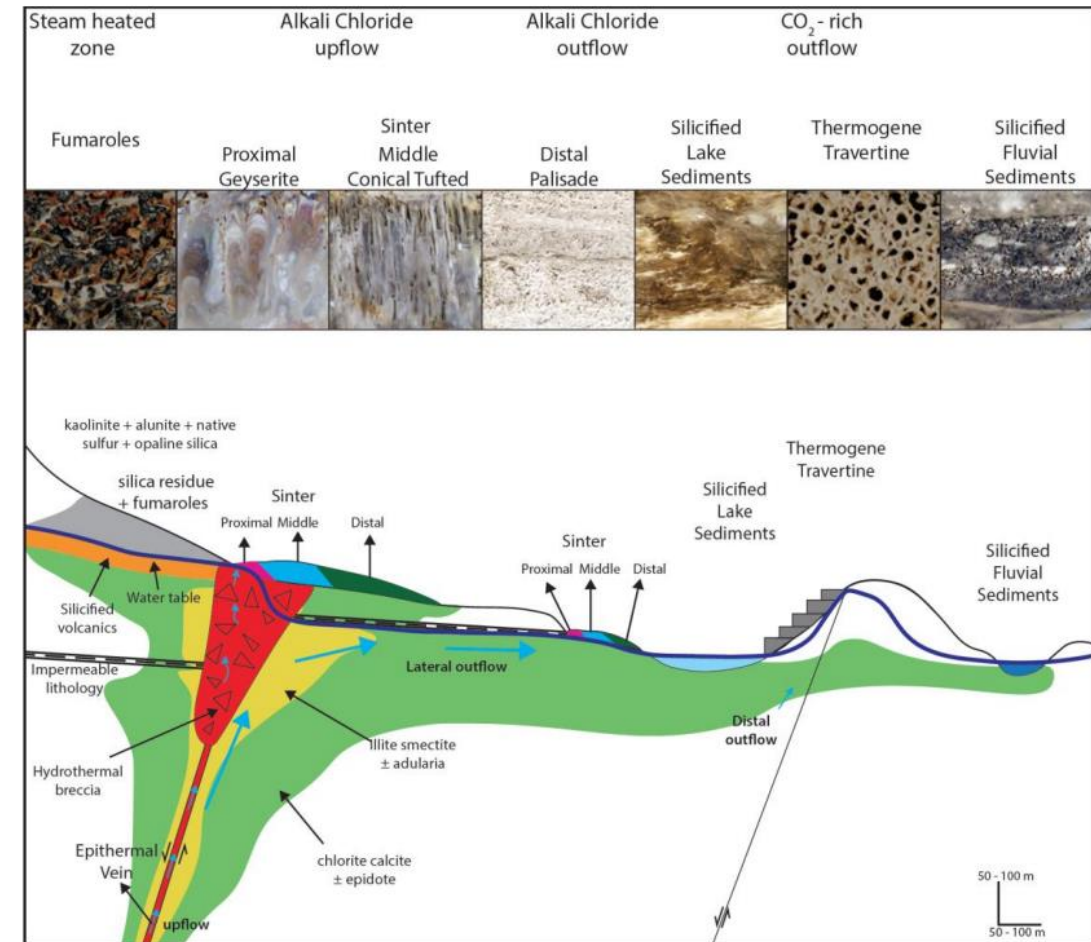 Steam heated
zone
Alkali Chloride
upflow
Alkali Chloride
outflow
CO₂ - rich
outflow
Fumaroles
Proximal
Geyserite
Sinter
Middle
Conical Tufted
Distal
Palisade
Silicified
Lake
Sediments
Thermogene
Travertine
Silicified
Fluvial
Sediments
kaolinite + alunite + native
sulfur + opaline silica
silica residue
+ fumaroles
Sinter
Proximal Middle Distal
Water table
Silicified
volcanics
Impermeable
lithology
Hydrothermal
breccia
Epithermal
Vein
upflow
Lateral outflow
Illite smectite
± adularia
chlorite calcite
± epidote
Sinter
Proximal Middle Distal
Silicified
Lake
Sediments
Thermogene
Travertine
Distal
outflow
Silicified
Fluvial
Sediments
50 - 100 m
50 - 100 m